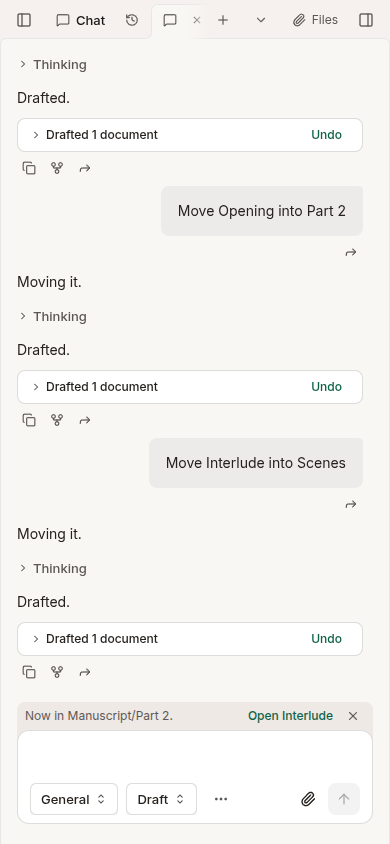 Chat
Files
Thinking
Drafted.
Drafted 1 document
Undo
Move Opening into Part 2
Moving it.
Thinking
Drafted.
Drafted 1 document
Undo
Move Interlude into Scenes
Moving it.
Thinking
Drafted.
Drafted 1 document
Undo
Now in Manuscript/Part 2.
Open Interlude
General
Draft